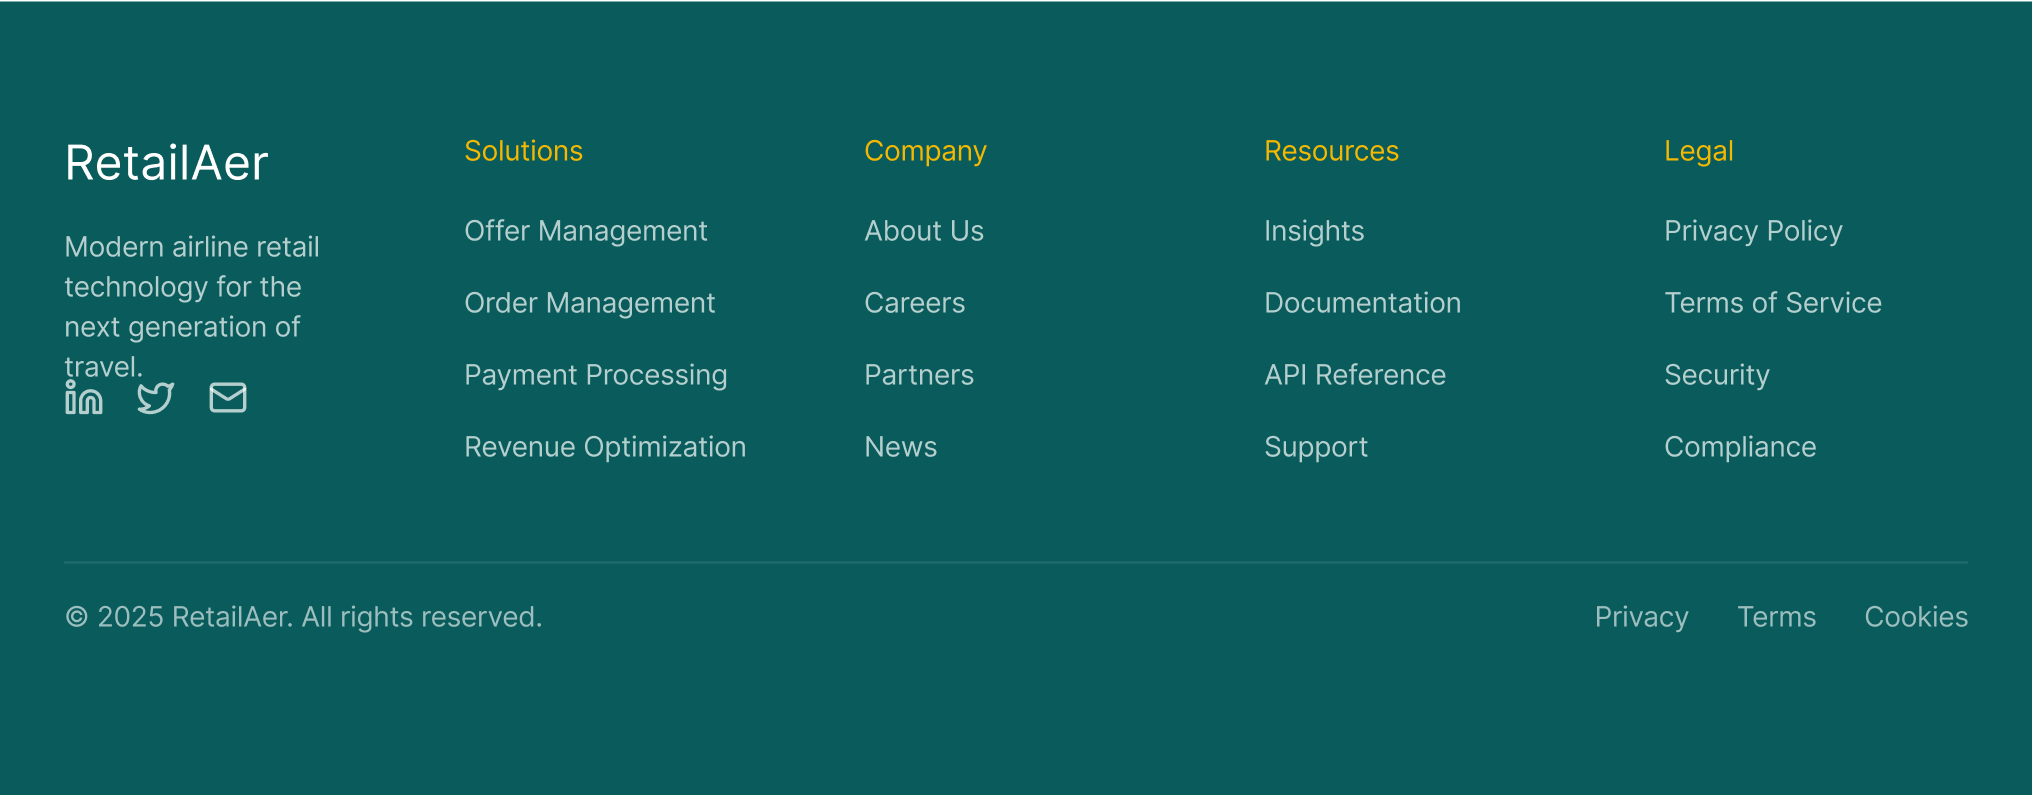 RetailAer
Modern airline retail
technology for the
next generation of
travel.
Solutions
Offer Management
Order Management
Payment Processing
Revenue Optimization
Company
About Us
Careers
Partners
News
Resources
Insights
Documentation
API Reference
Support
Legal
Privacy Policy
Terms of Service
Security
Compliance
© 2025 RetailAer. All rights reserved.
Privacy
Terms
Cookies